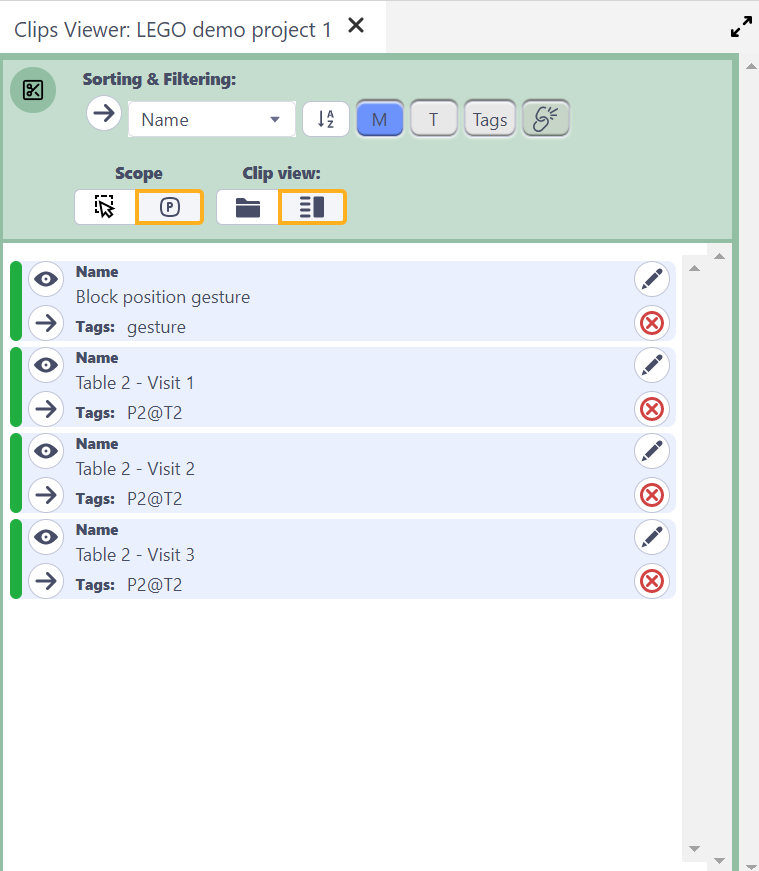 Clips Viewer: LEGO demo project 1
Sorting & Filtering:
Name
A
Z
M
T
Tags
Scope
Clip view:
P
Name
Block position gesture
Tags: gesture
Name
Table 2 - Visit 1
Tags: P2@T2
Name
Table 2 - Visit 2
Tags: P2@T2
Name
Table 2 - Visit 3
Tags: P2@T2